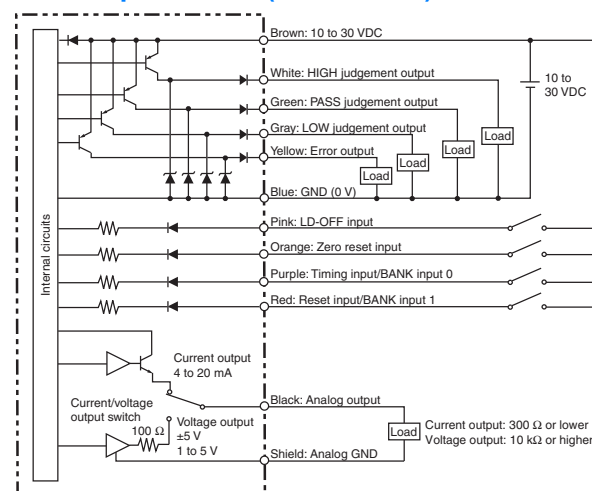 Brown: 10 to 30 VDC
White: HIGH judgement output
10 to
30 VDC
Green: PASS judgement output
Load
Gray: LOW judgement output
Load
Load
Yellow: Error output
Load
Blue: GND (0 V)
Internal circuits
Pink: LD-OFF input
Orange: Zero reset input
Purple: Timing input/BANK input 0
Red: Reset input/BANK input 1
Current output
4 to 20 mA
Current/voltage
output switch
Black: Analog output
100 Ω
Voltage output
±5 V
1 to 5 V
Load
Current output: 300 Ω or lower
Voltage output: 10 kΩ or higher
Shield: Analog GND